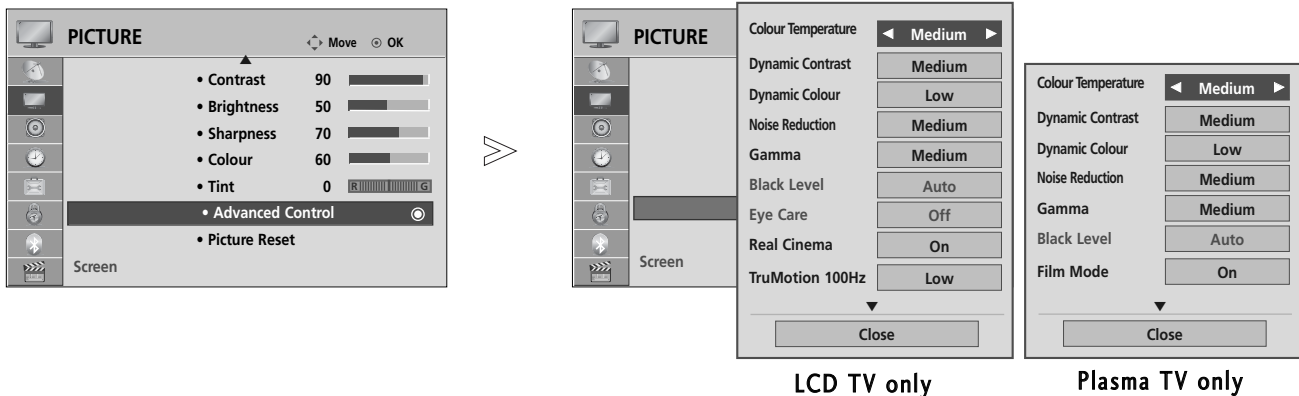 PICTURE
Move OK
• Contrast 90
• Brightness 50
• Sharpness 70
• Colour 60
• Tint 0 R G
• Advanced Control
• Picture Reset
Screen
PICTURE
Screen
Colour Temperature Medium
Dynamic Contrast Medium
Dynamic Colour Low
Noise Reduction Medium
Gamma Medium
Black Level Auto
Eye Care Off
Real Cinema On
TruMotion 100Hz Low
Close
LCD TV only
Colour Temperature Medium
Dynamic Contrast Medium
Dynamic Colour Low
Noise Reduction Medium
Gamma Medium
Black Level Auto
Film Mode On
Close
Plasma TV only